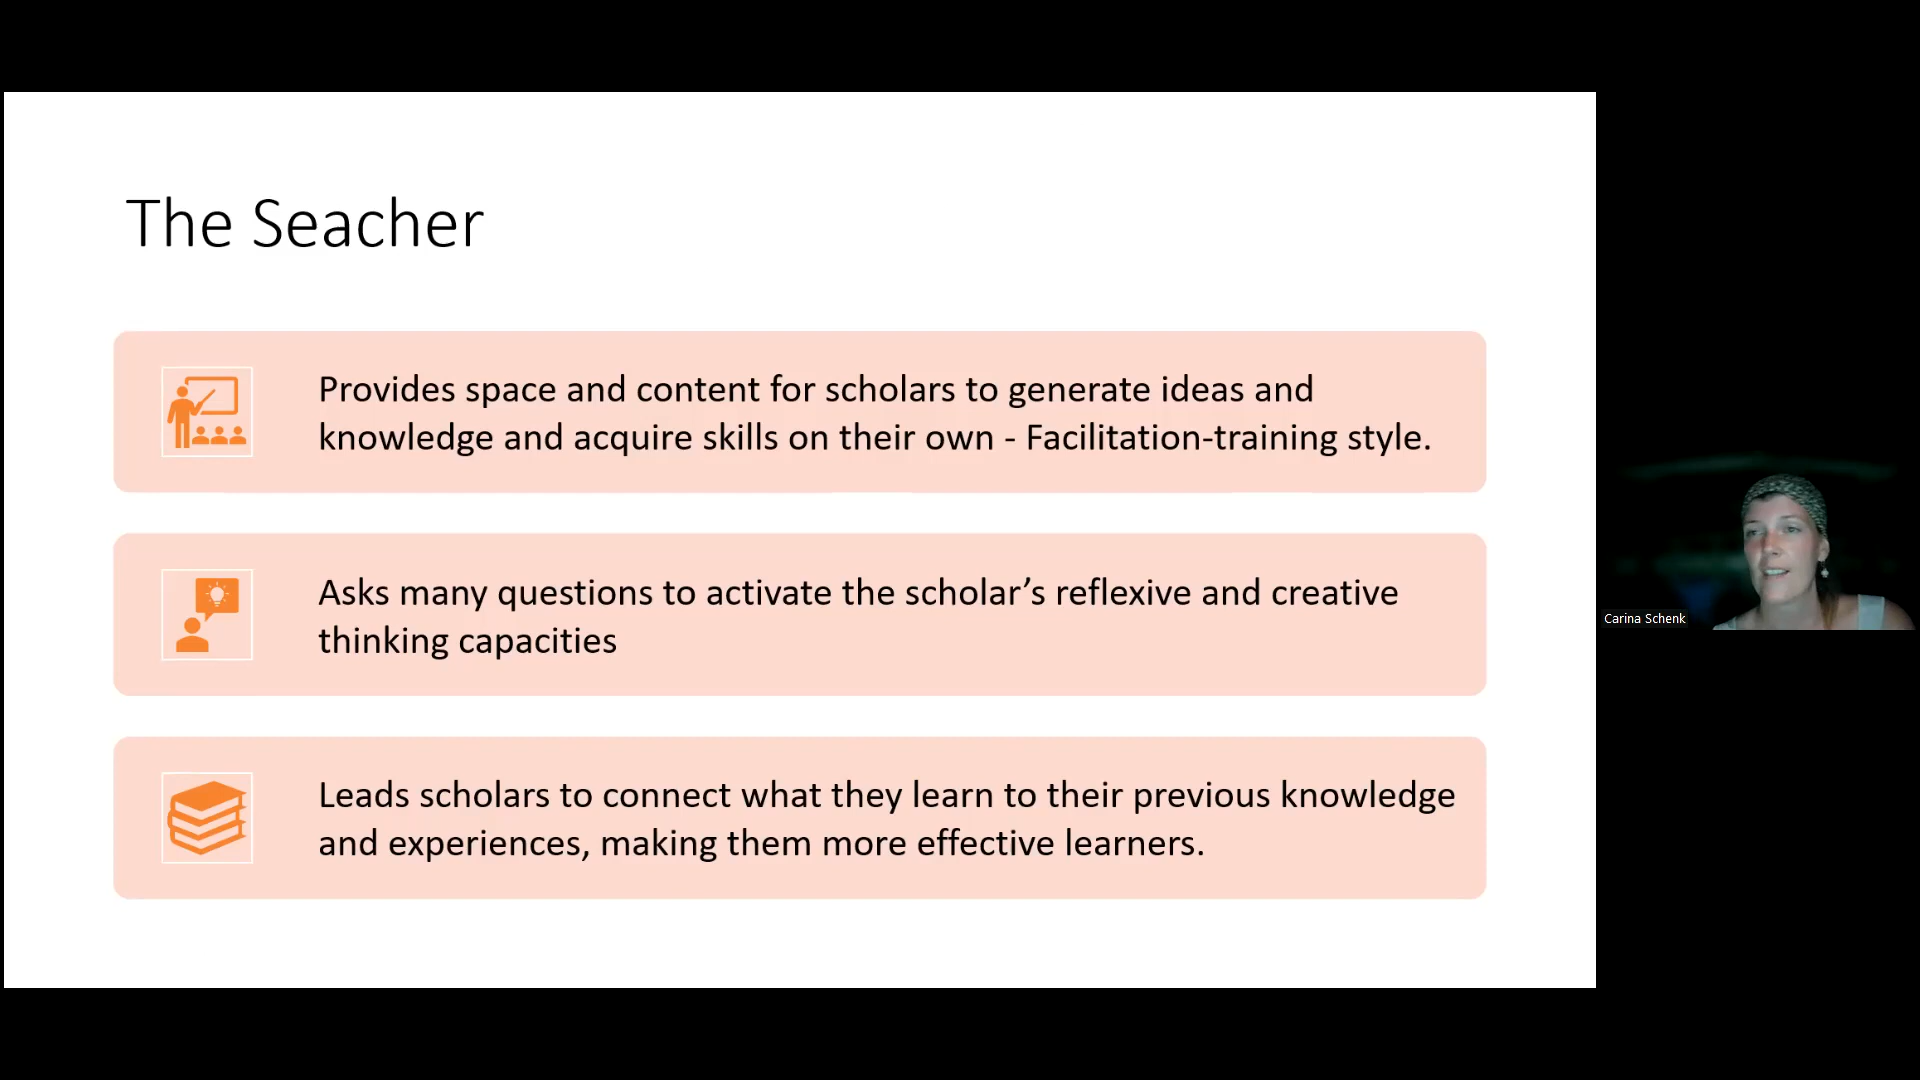 The Seacher
Provides space and content for scholars to generate ideas and
knowledge and acquire skills on their own - Facilitation-training style.
Asks many questions to activate the scholar’s reflexive and creative
thinking capacities
Leads scholars to connect what they learn to their previous knowledge
and experiences, making them more effective learners.
Carina Schenk